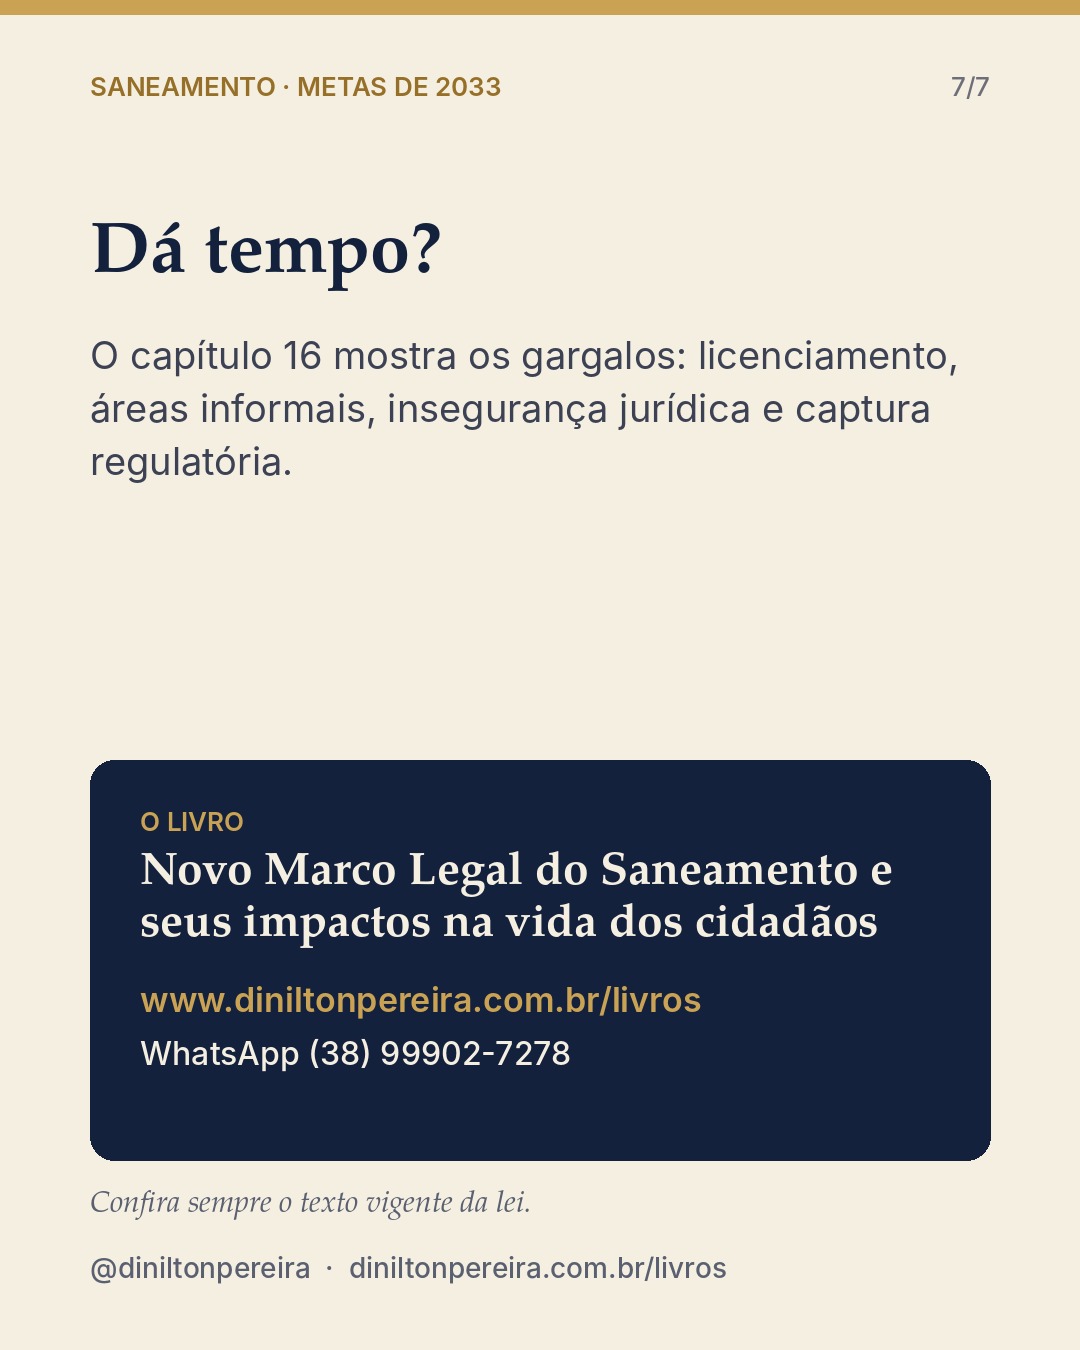 SANEAMENTO · METAS DE 2033
7/7
Dá tempo?
O capítulo 16 mostra os gargalos: licenciamento,
áreas informais, insegurança jurídica e captura
regulatória.
O LIVRO
Novo Marco Legal do Saneamento e
seus impactos na vida dos cidadãos
www.diniltonpereira.com.br/livros
WhatsApp (38) 99902-7278
Confira sempre o texto vigente da lei.
@diniltonpereira · diniltonpereira.com.br/livros